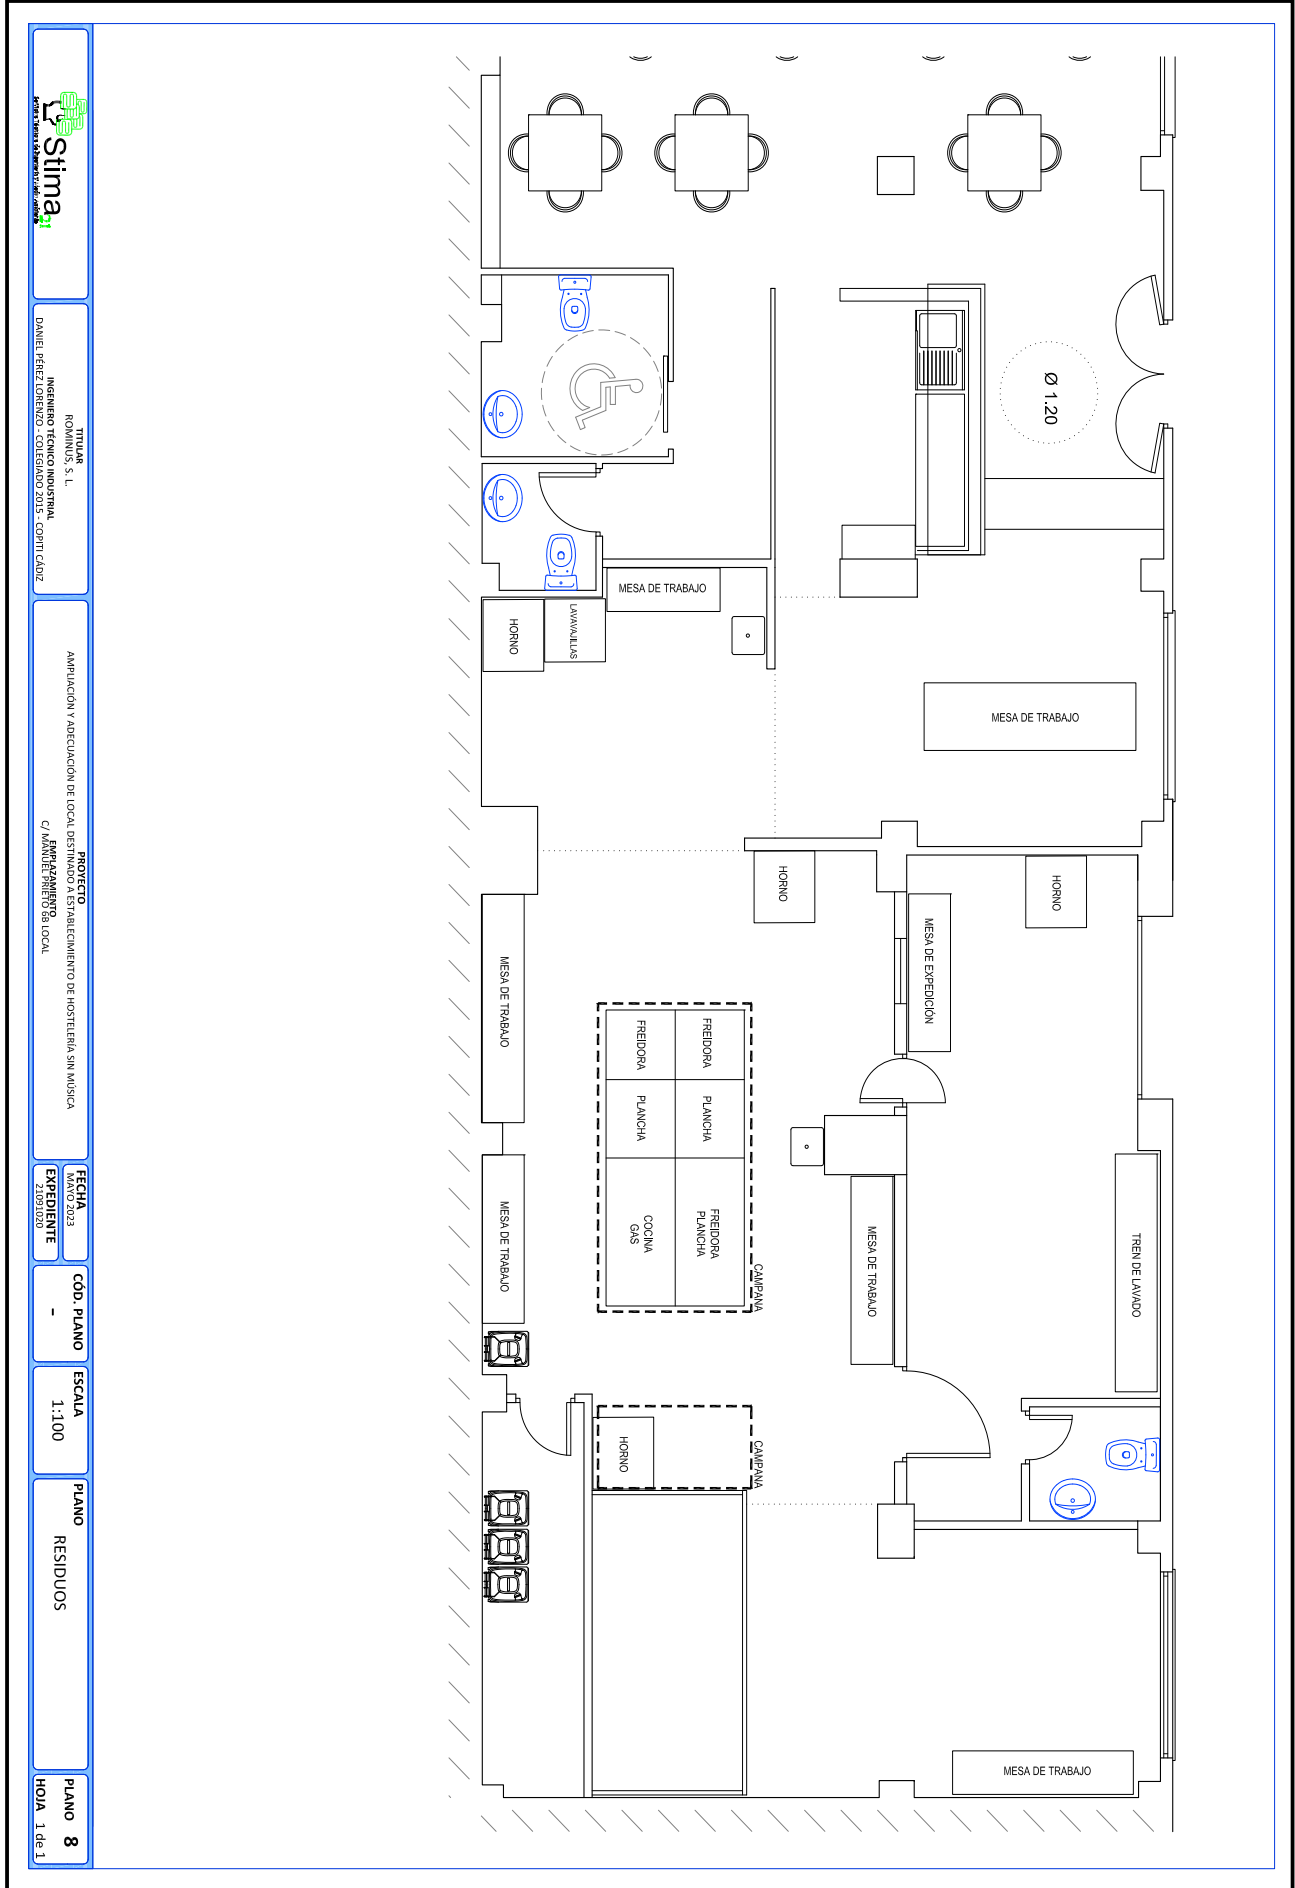 Stima
21
TITULAR
ROMINUS, S. L.
INGENIERO TÉCNICO INDUSTRIAL
DANIEL PÉREZ LORENZO - COLEGIADO 2015 - COPITI CÁDIZ
PROYECTO
AMPLIACIÓN Y ADECUACIÓN DE LOCAL DESTINADO A ESTABLECIMIENTO DE HOSTELERÍA SIN MÚSICA
EMPLAZAMIENTO
C/ MANUEL PRIETO 6B LOCAL
FECHA
MAYO 2023
EXPEDIENTE
21091020
CÓD. PLANO
-
ESCALA
1:100
PLANO
RESIDUOS
PLANO 8
HOJA 1 de 1
Ø 1.20
MESA DE TRABAJO
LAVAVAJILLAS
HORNO
MESA DE TRABAJO
HORNO
HORNO
MESA DE EXPEDICIÓN
MESA DE TRABAJO
FREIDORA
FREIDORA
PLANCHA
PLANCHA
COCINA
GAS
FREIDORA
PLANCHA
CAMPANA
MESA DE TRABAJO
MESA DE TRABAJO
TREN DE LAVADO
HORNO
CAMPANA
MESA DE TRABAJO